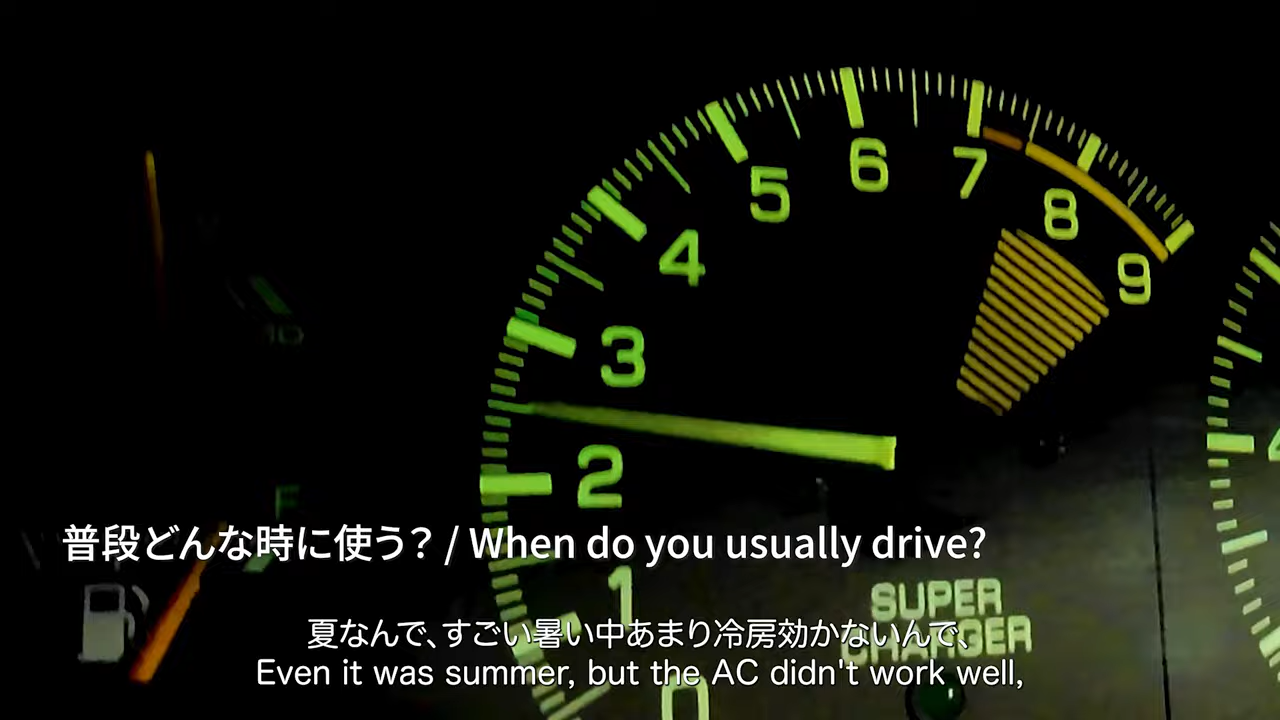 5
6
7
8
9
4
3
2
1
0
10
E
普段どんな時に使う? / When do you usually drive?
SUPER
CHARGER
夏なんで、すごい暑い中あまり冷房効かないんで、
Even it was summer, but the AC didn't work well,